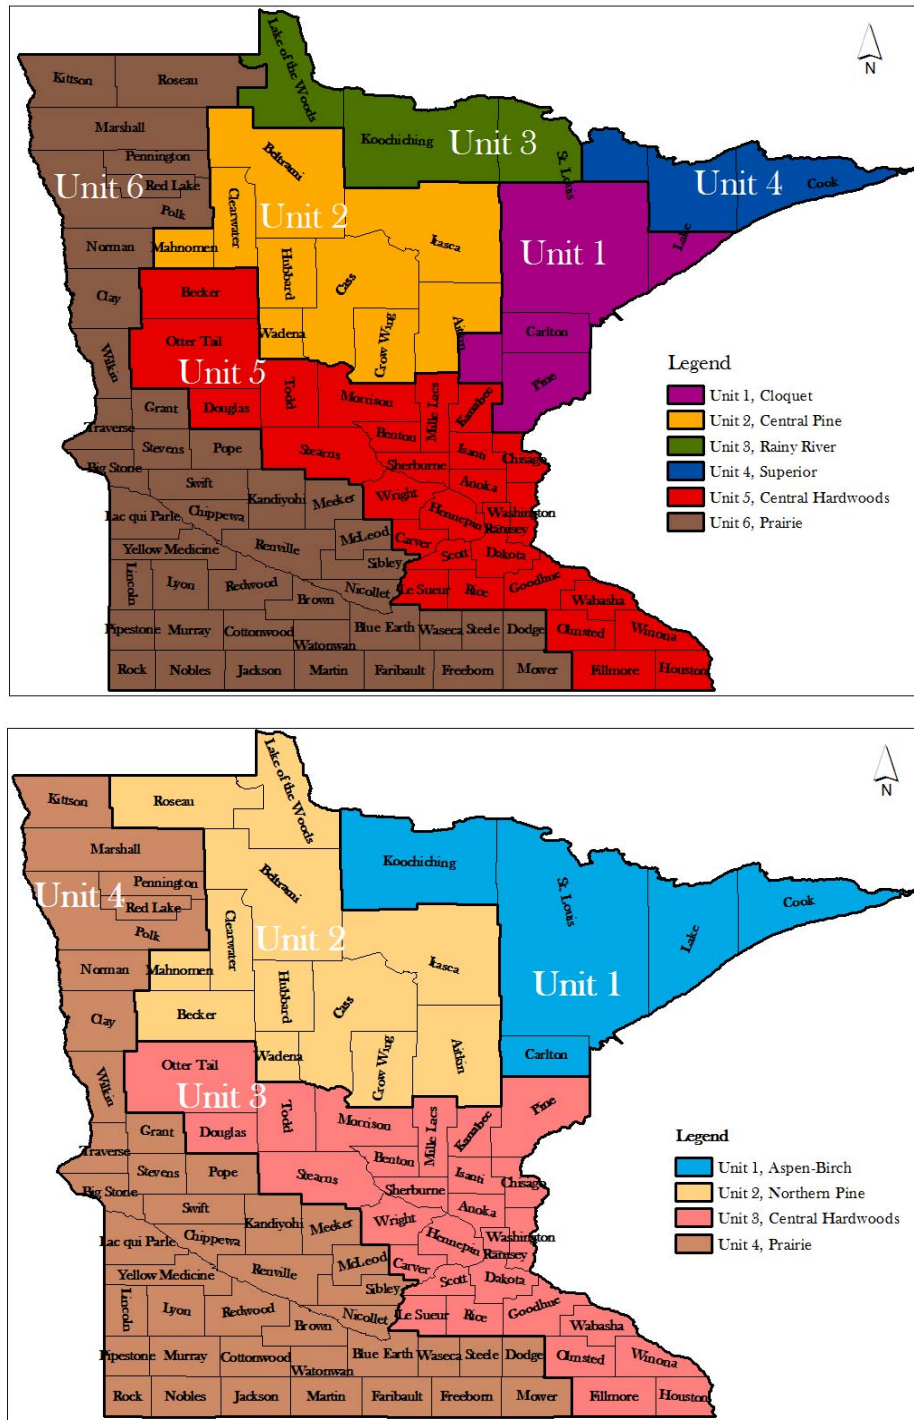 Lake of the Woods
N
Kittson
Roseau
Marshall
Koochiching
Unit 3
St. Louis
Beltrami
Pennington
Unit 4
Cook
Unit 6
Red Lake
Clearwater
Polk
Unit 2
Norman
Mahnomen
Itasca
Unit 1
Lake
Hubbard
Cass
Clay
Becker
Wadena
Crow Wing
Aitkin
Carlton
Otter Tail
Wilkin
Unit 5
Todd
Pine
Legend
Unit 1, Cloquet
Unit 2, Central Pine
Unit 3, Rainy River
Unit 4, Superior
Unit 5, Central Hardwoods
Unit 6, Prairie
Grant
Douglas
Morrison
Mille Lacs
Kanabec
Traverse
Stevens
Pope
Stearns
Benton
Isanti
Chisago
Big Stone
Swift
Sherburne
Kandiyohi
Meeker
Wright
Anoka
Lac qui Parle
Chippewa
Hennepin
Washington
Ramsey
Yellow Medicine
Renville
McLeod
Carver
Scott
Dakota
Sibley
Lincoln
Lyon
Redwood
Brown
Nicollet
Le Sueur
Rice
Goodhue
Wabasha
Pipestone
Murray
Cottonwood
Watonwan
Blue Earth
Waseca
Steele
Dodge
Olmsted
Winona
Rock
Nobles
Jackson
Martin
Faribault
Freeborn
Mower
Fillmore
Houston
Lake of the Woods
N
Kittson
Roseau
Marshall
Koochiching
Beltrami
St. Louis
Cook
Unit 4
Pennington
Red Lake
Polk
Clearwater
Unit 2
Lake
Norman
Mahnomen
Itasca
Unit 1
Hubbard
Cass
Clay
Becker
Wadena
Crow Wing
Aitkin
Carlton
Otter Tail
Wilkin
Unit 3
Todd
Pine
Grant
Douglas
Morrison
Mille Lacs
Kanabec
Legend
Unit 1, Aspen-Birch
Unit 2, Northern Pine
Unit 3, Central Hardwoods
Unit 4, Prairie
Traverse
Stevens
Pope
Stearns
Benton
Isanti
Chisago
Big Stone
Swift
Sherburne
Kandiyohi
Meeker
Wright
Anoka
Lac qui Parle
Chippewa
Hennepin
Washington
Ramsey
Yellow Medicine
Renville
McLeod
Carver
Scott
Dakota
Sibley
Lincoln
Lyon
Redwood
Brown
Nicollet
Le Sueur
Rice
Goodhue
Wabasha
Pipestone
Murray
Cottonwood
Watonwan
Blue Earth
Waseca
Steele
Dodge
Olmsted
Winona
Rock
Nobles
Jackson
Martin
Faribault
Freeborn
Mower
Fillmore
Houston